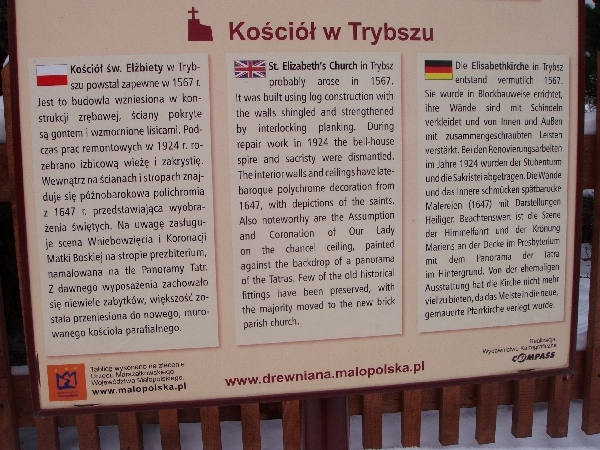 Kościół w Trybszu
Kościół św. Elżbiety w Tryb-
szu powstał zapewne w 1567 r.
Jest to budowla wzniesiona w kon-
strukcji zrębowej, ściany pokryte
są gontem i wzmocnione lisicami. Pod-
czas prac remontowych w 1924 r. ro-
zebrano izbicową wieżę i zakrystię.
Wewnątrz na ścianach i stropach znaj-
duje się późnobarokowa polichromia
z 1647 r. przedstawiająca wyobra-
żenia świętych. Na uwagę zasługu-
je scena Wniebowzięcia i Koronacji
Matki Boskiej na stropie prezbiterium,
namalowana na tle Panoramy Tatr.
Z dawnego wyposażenia zachowało
się niewiele zabytków, większość zo-
stała przeniesiona do nowego, muro-
wanego kościoła parafialnego.
St. Elizabeth's Church in Trybsz
probably arose in 1567.
It was built using log construction with
the walls shingled and strengthened
by interlocking planking. During
repair work in 1924 the bell-house
spire and sacristy were dismantled.
The interior walls and ceilings have late-
baroque polychrome decoration from
1647, with depictions of the saints.
Also noteworthy are the Assumption
and Coronation of Our Lady
on the chancel ceiling, painted
against the backdrop of a panorama
of the Tatras. Few of the old historical
fittings have been preserved, with
the majority moved to the new brick
parish church.
Die Elisabethkirche in Trybsz
entstand vermutlich 1567.
Sie wurde in Blockbauweise errichtet,
ihre Wände sind mit Schindeln
verkleidet und von Innen und Außen
mit zusammengeschraubten Leisten
verstärkt. Bei den Renovierungsarbeiten
im Jahre 1924 wurden der Stubenturm
und die Sakristei abgetragen. Die Wände
und das Innere schmücken spätbarocke
Malereien (1647) mit Darstellungen
Heiliger. Beachtenswert ist die Szene
der Himmelfahrt und der Krönung
Mariens an der Decke im Presbyterium
mit dem Panorama der Tatra
im Hintergrund. Von der ehemaligen
Ausstattung hat die Kirche nicht mehr
viel zu bieten, da das Meiste in die neue,
gemauerte Pfarrkirche verlegt wurde.
Tablicę wykonano na zlecenie
Urzędu Marszałkowskiego
Województwa Małopolskiego
www.malopolska.pl
www.drewniana.malopolska.pl
Realizacja:
Wydawnictwo Kartograficzne
COMPASS